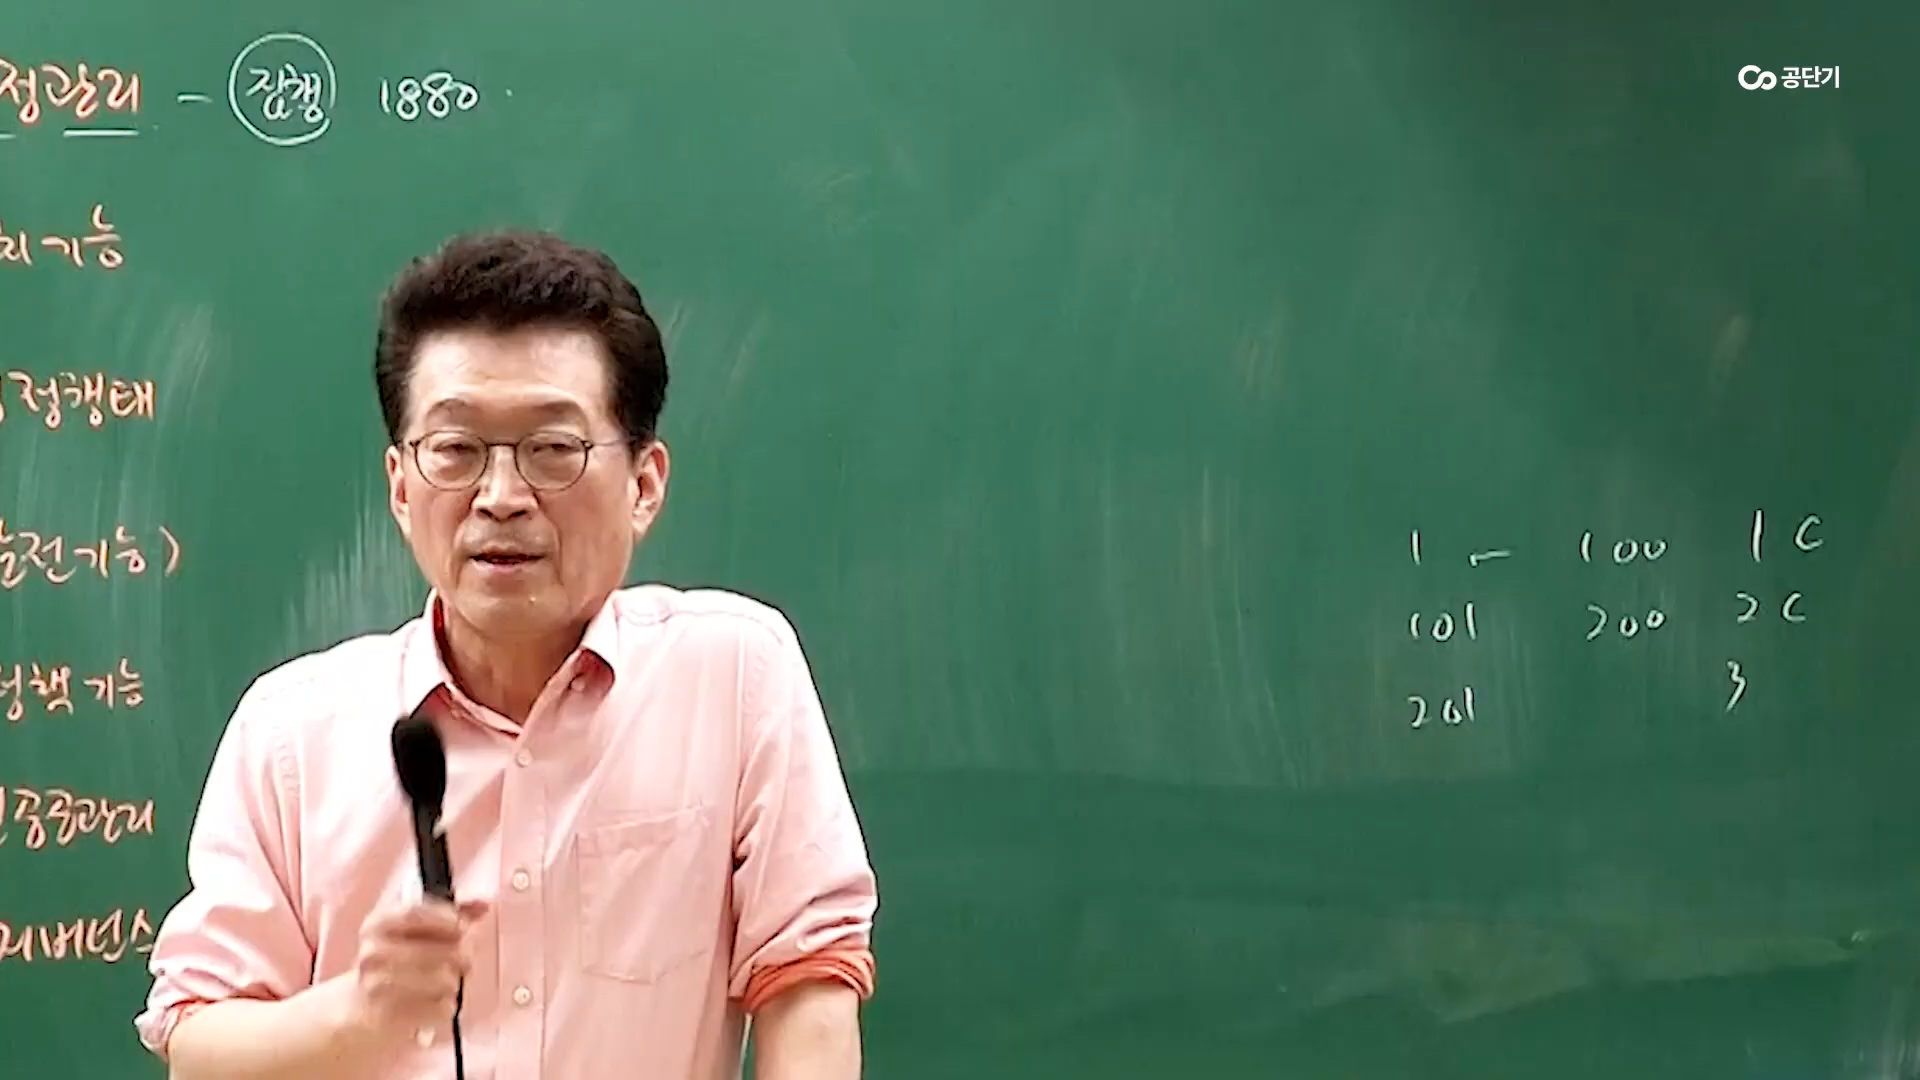 정관리 - 집행 1880
공단기
치기능
정행태
발전기능)
정책기능
1 - 100 1C
101 200 2C
201 3
공공관리
거버넌스